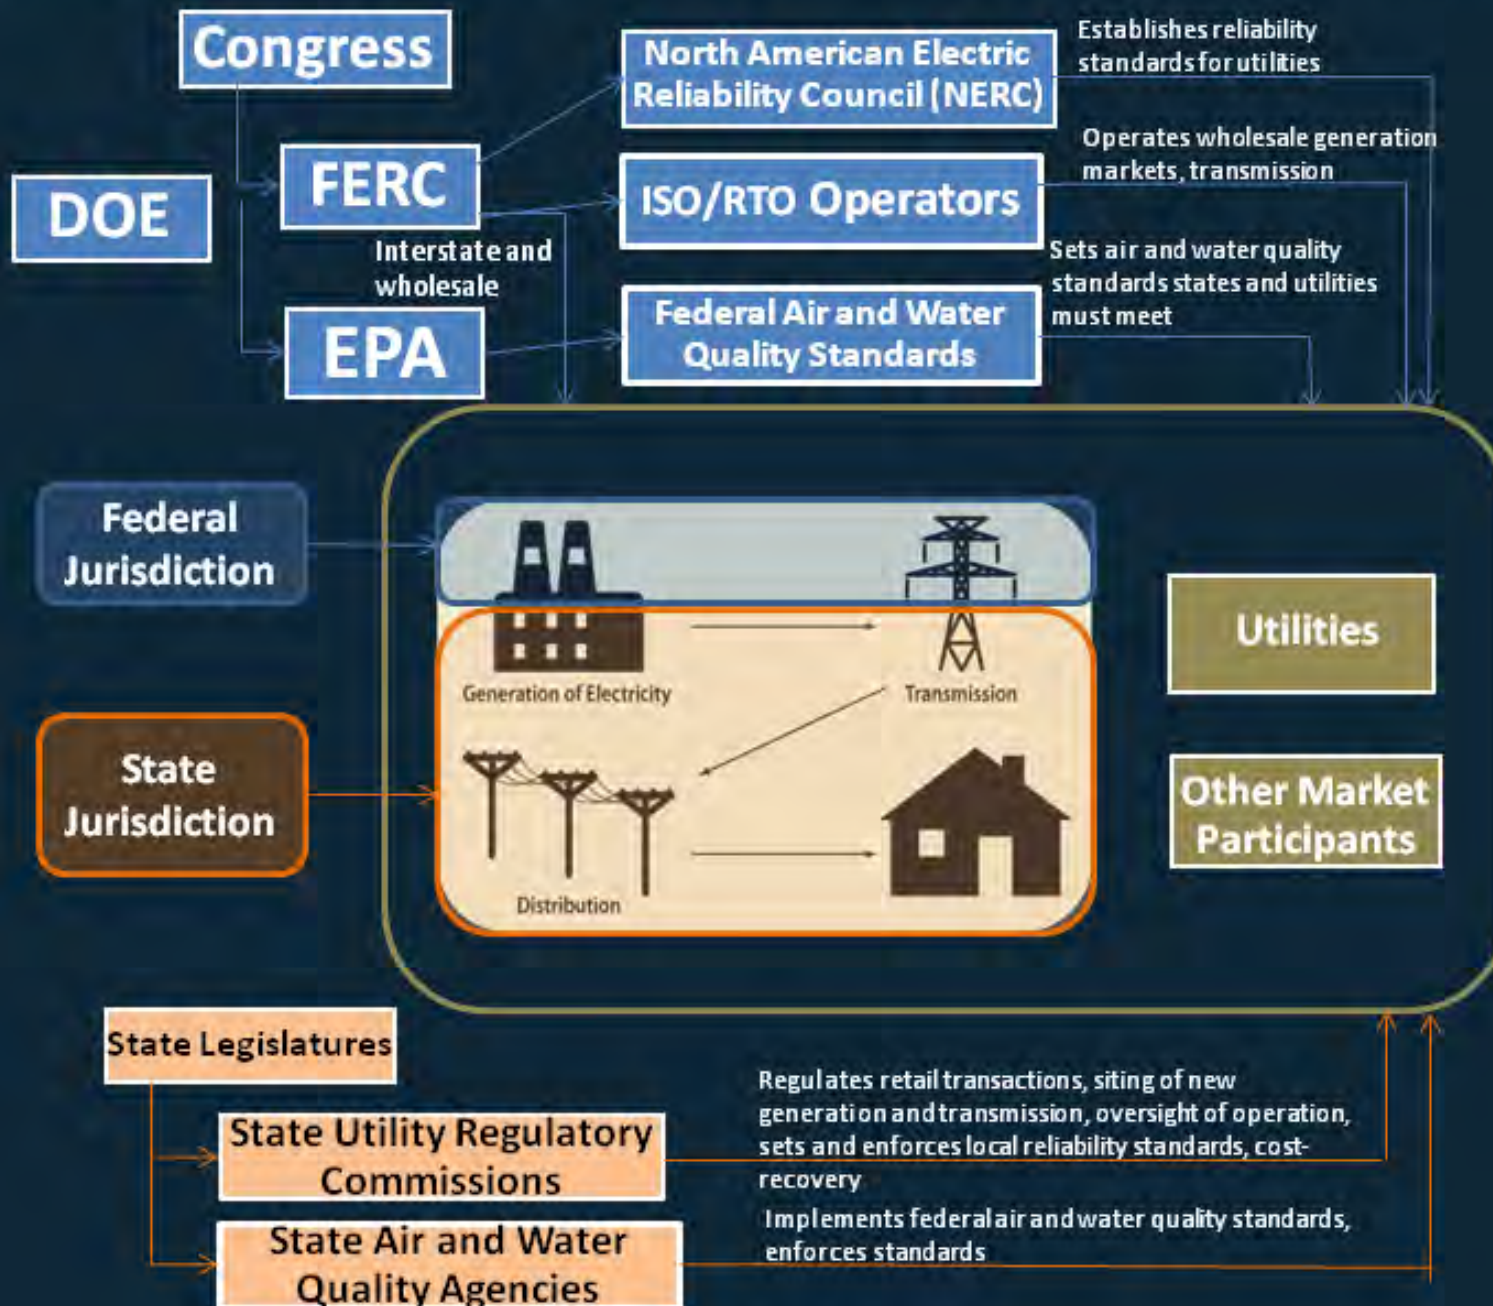 Congress
DOE
FERC
Interstate and
wholesale
EPA
North American Electric
Reliability Council (NERC)
ISO/RTO Operators
Federal Air and Water
Quality Standards
Establishes reliability
standards for utilities
Operates wholesale generation
markets, transmission
Sets air and water quality
standards states and utilities
must meet
Federal
Jurisdiction
State
Jurisdiction
Generation of Electricity
Transmission
Distribution
Utilities
Other Market
Participants
State Legislatures
State Utility Regulatory
Commissions
State Air and Water
Quality Agencies
Regulates retail transactions, siting of new
generation and transmission, oversight of operation,
sets and enforces local reliability standards, cost-
recovery
Implements federal air and water quality standards,
enforces standards